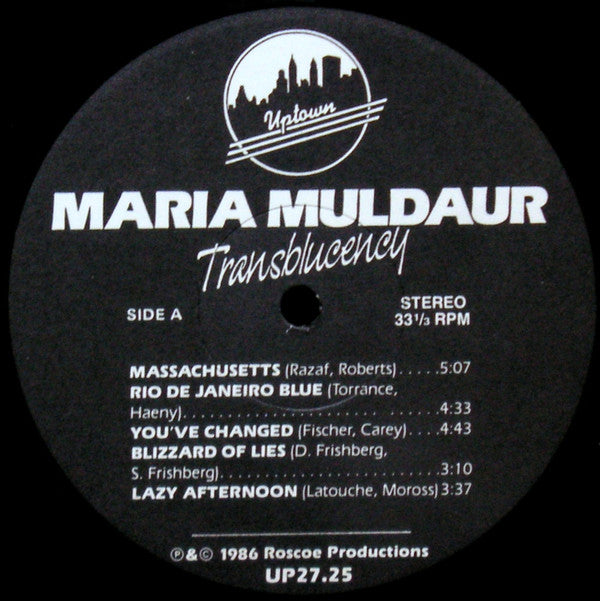 Uptown
MARIA MULDAUR
Transblucency
SIDE A
STEREO
33 1/3 RPM
MASSACHUSETTS (Razaf, Roberts).....5:07
RIO DE JANEIRO BLUE (Torrance,
Haeny)..............................4:33
YOU'VE CHANGED (Fischer, Carey)....4:43
BLIZZARD OF LIES (D. Frishberg,
S. Frishberg).........................3:10
LAZY AFTERNOON (Latouche, Moross) 3:37
℗&© 1986 Roscoe Productions
UP27.25